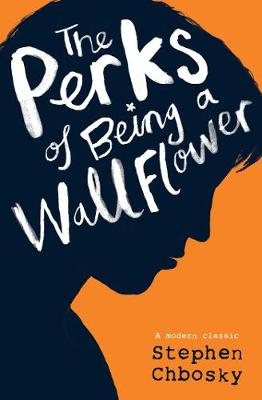 The
Perks
of Being a
WallFlower
A modern classic
Stephen
Chbosky